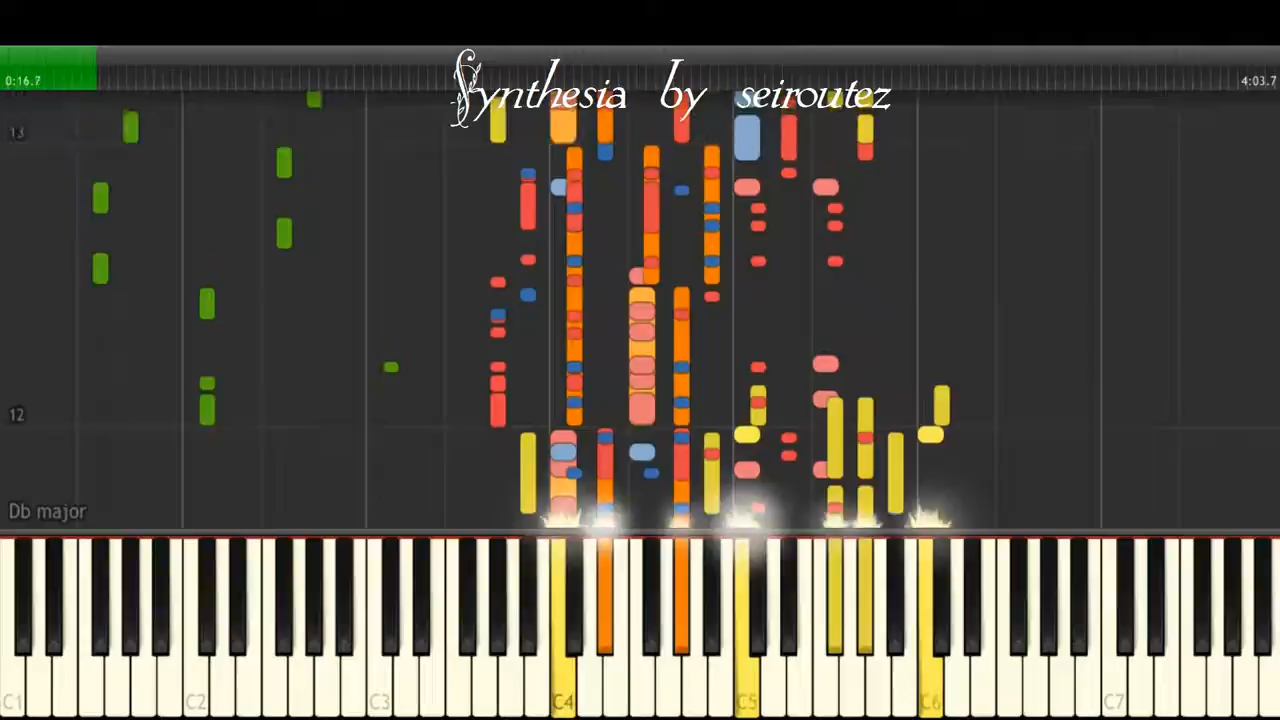 0:16.7
4:03.7
Synthesia by seiroutez
13
12
Db major
C1 C2 C3 C4 C5 C6 C7